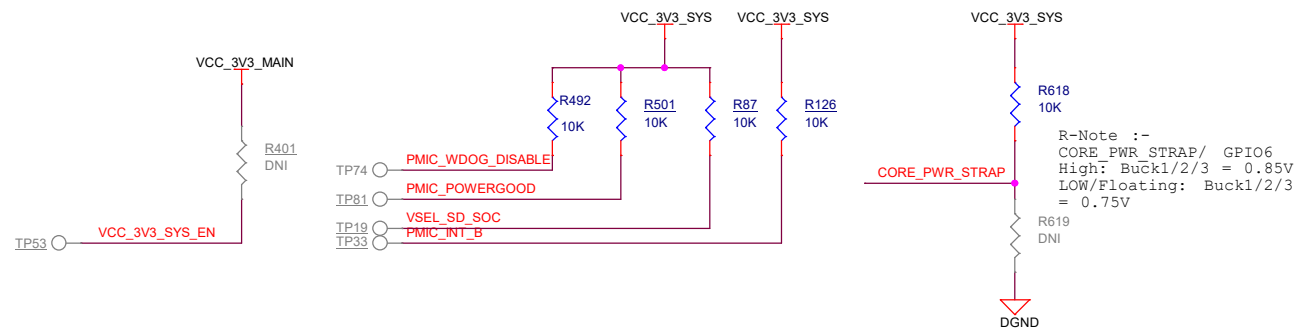 VCC_3V3_MAIN
R401
DNI
TP53
VCC_3V3_SYS_EN
VCC_3V3_SYS
VCC_3V3_SYS
R492
10K
R501
10K
R87
10K
R126
10K
TP74
PMIC_WDOG_DISABLE
TP81
PMIC_POWERGOOD
TP19
VSEL_SD_SOC
TP33
PMIC_INT_B
VCC_3V3_SYS
R618
10K
R-Note :-
CORE_PWR_STRAP/ GPIO6
High: Buck1/2/3 = 0.85V
LOW/Floating: Buck1/2/3
= 0.75V
CORE_PWR_STRAP
R619
DNI
DGND